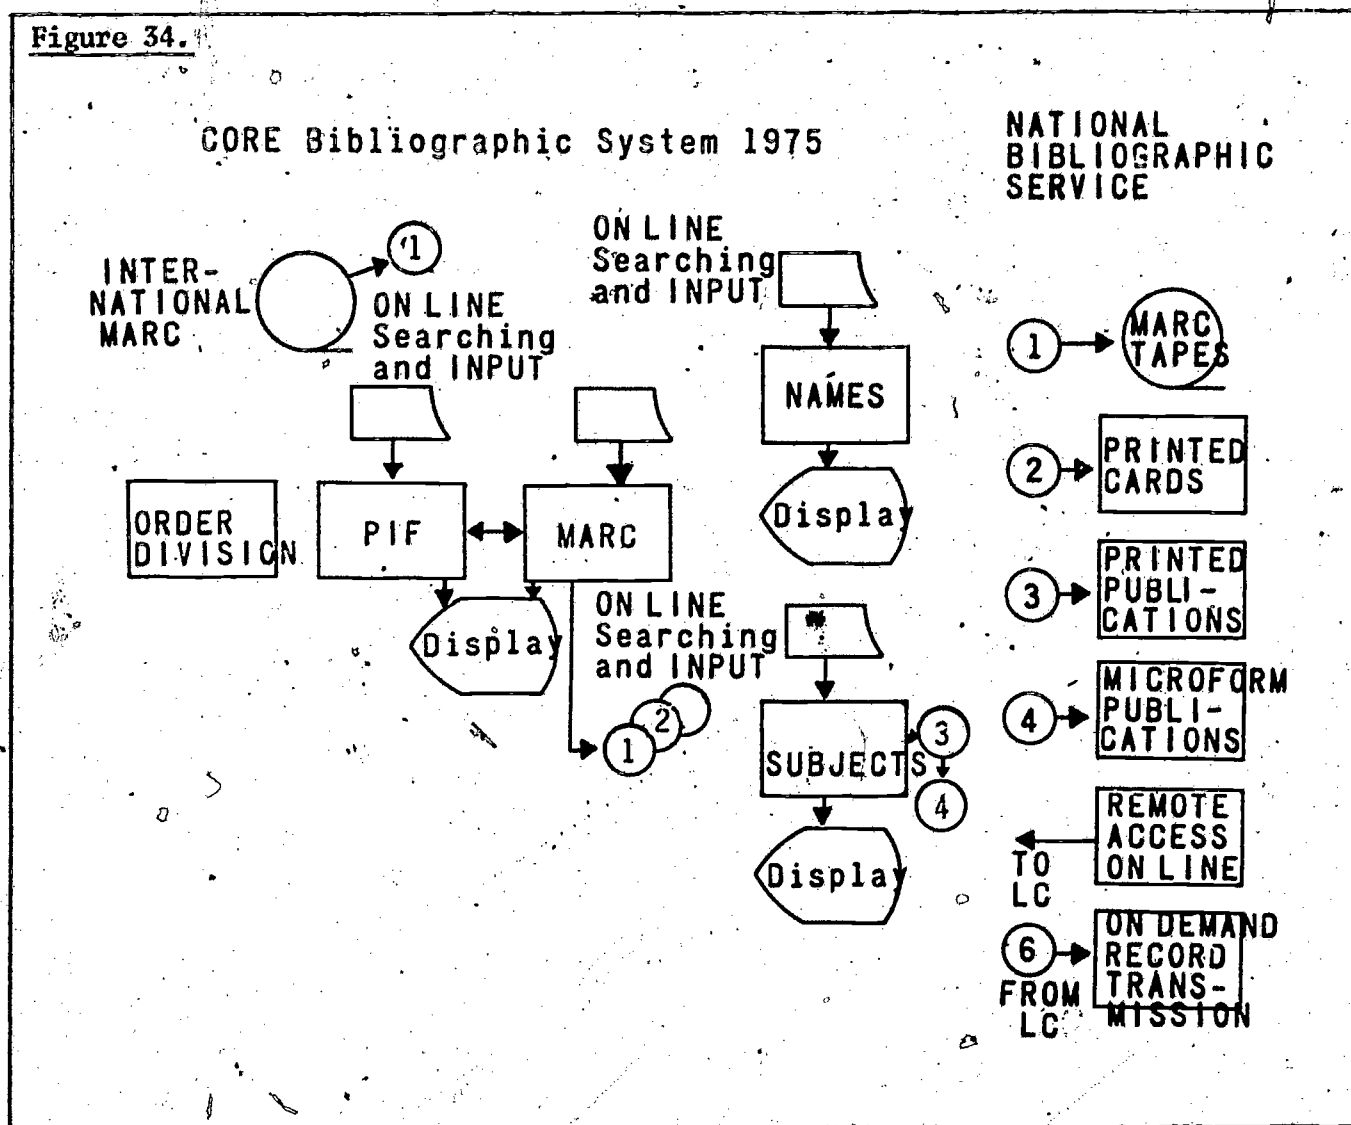 Figure 34.
CORE Bibliographic System 1975
NATIONAL
BIBLIOGRAPHIC
SERVICE
INTER-
NATIONAL
MARC
1
ON LINE
Searching
and INPUT
ON LINE
Searching
and INPUT
NAMES
Display
ORDER
DIVISION
PIF
MARC
Display
1
2
ON LINE
Searching
and INPUT
SUBJECTS
3
4
Display
1
MARC
TAPES
2
PRINTED
CARDS
3
PRINTED
PUBLI-
CATIONS
4
MICROFORM
PUBLI-
CATIONS
TO
LC
REMOTE
ACCESS
ON LINE
6
FROM
LC
ON DEMAND
RECORD
TRANS-
MISSION